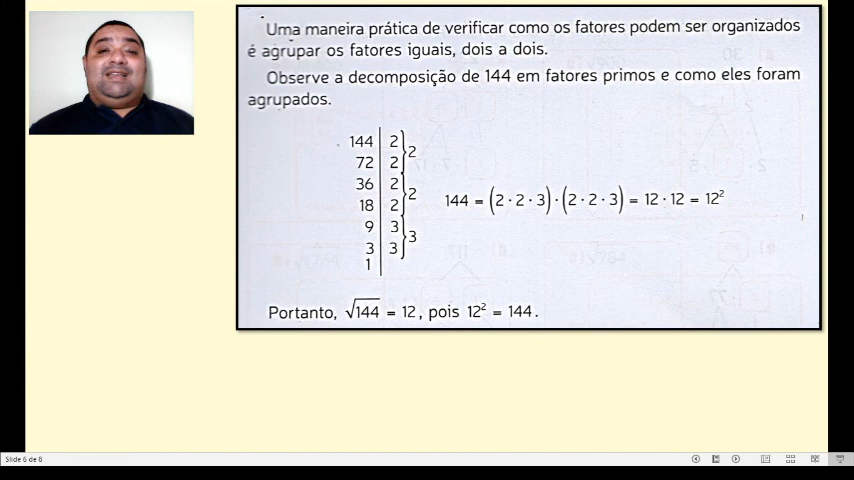 Uma maneira prática de verificar como os fatores podem ser organizados
é agrupar os fatores iguais, dois a dois.
Observe a decomposição de 144 em fatores primos e como eles foram
agrupados.
144 | 2
72 | 2 } 2
36 | 2
18 | 2 } 2
9 | 3
3 | 3 } 3
1
144 = (2 · 2 · 3) · (2 · 2 · 3) = 12 · 12 = 12²
Portanto, √144 = 12, pois 12² = 144.
Slide 6 de 8